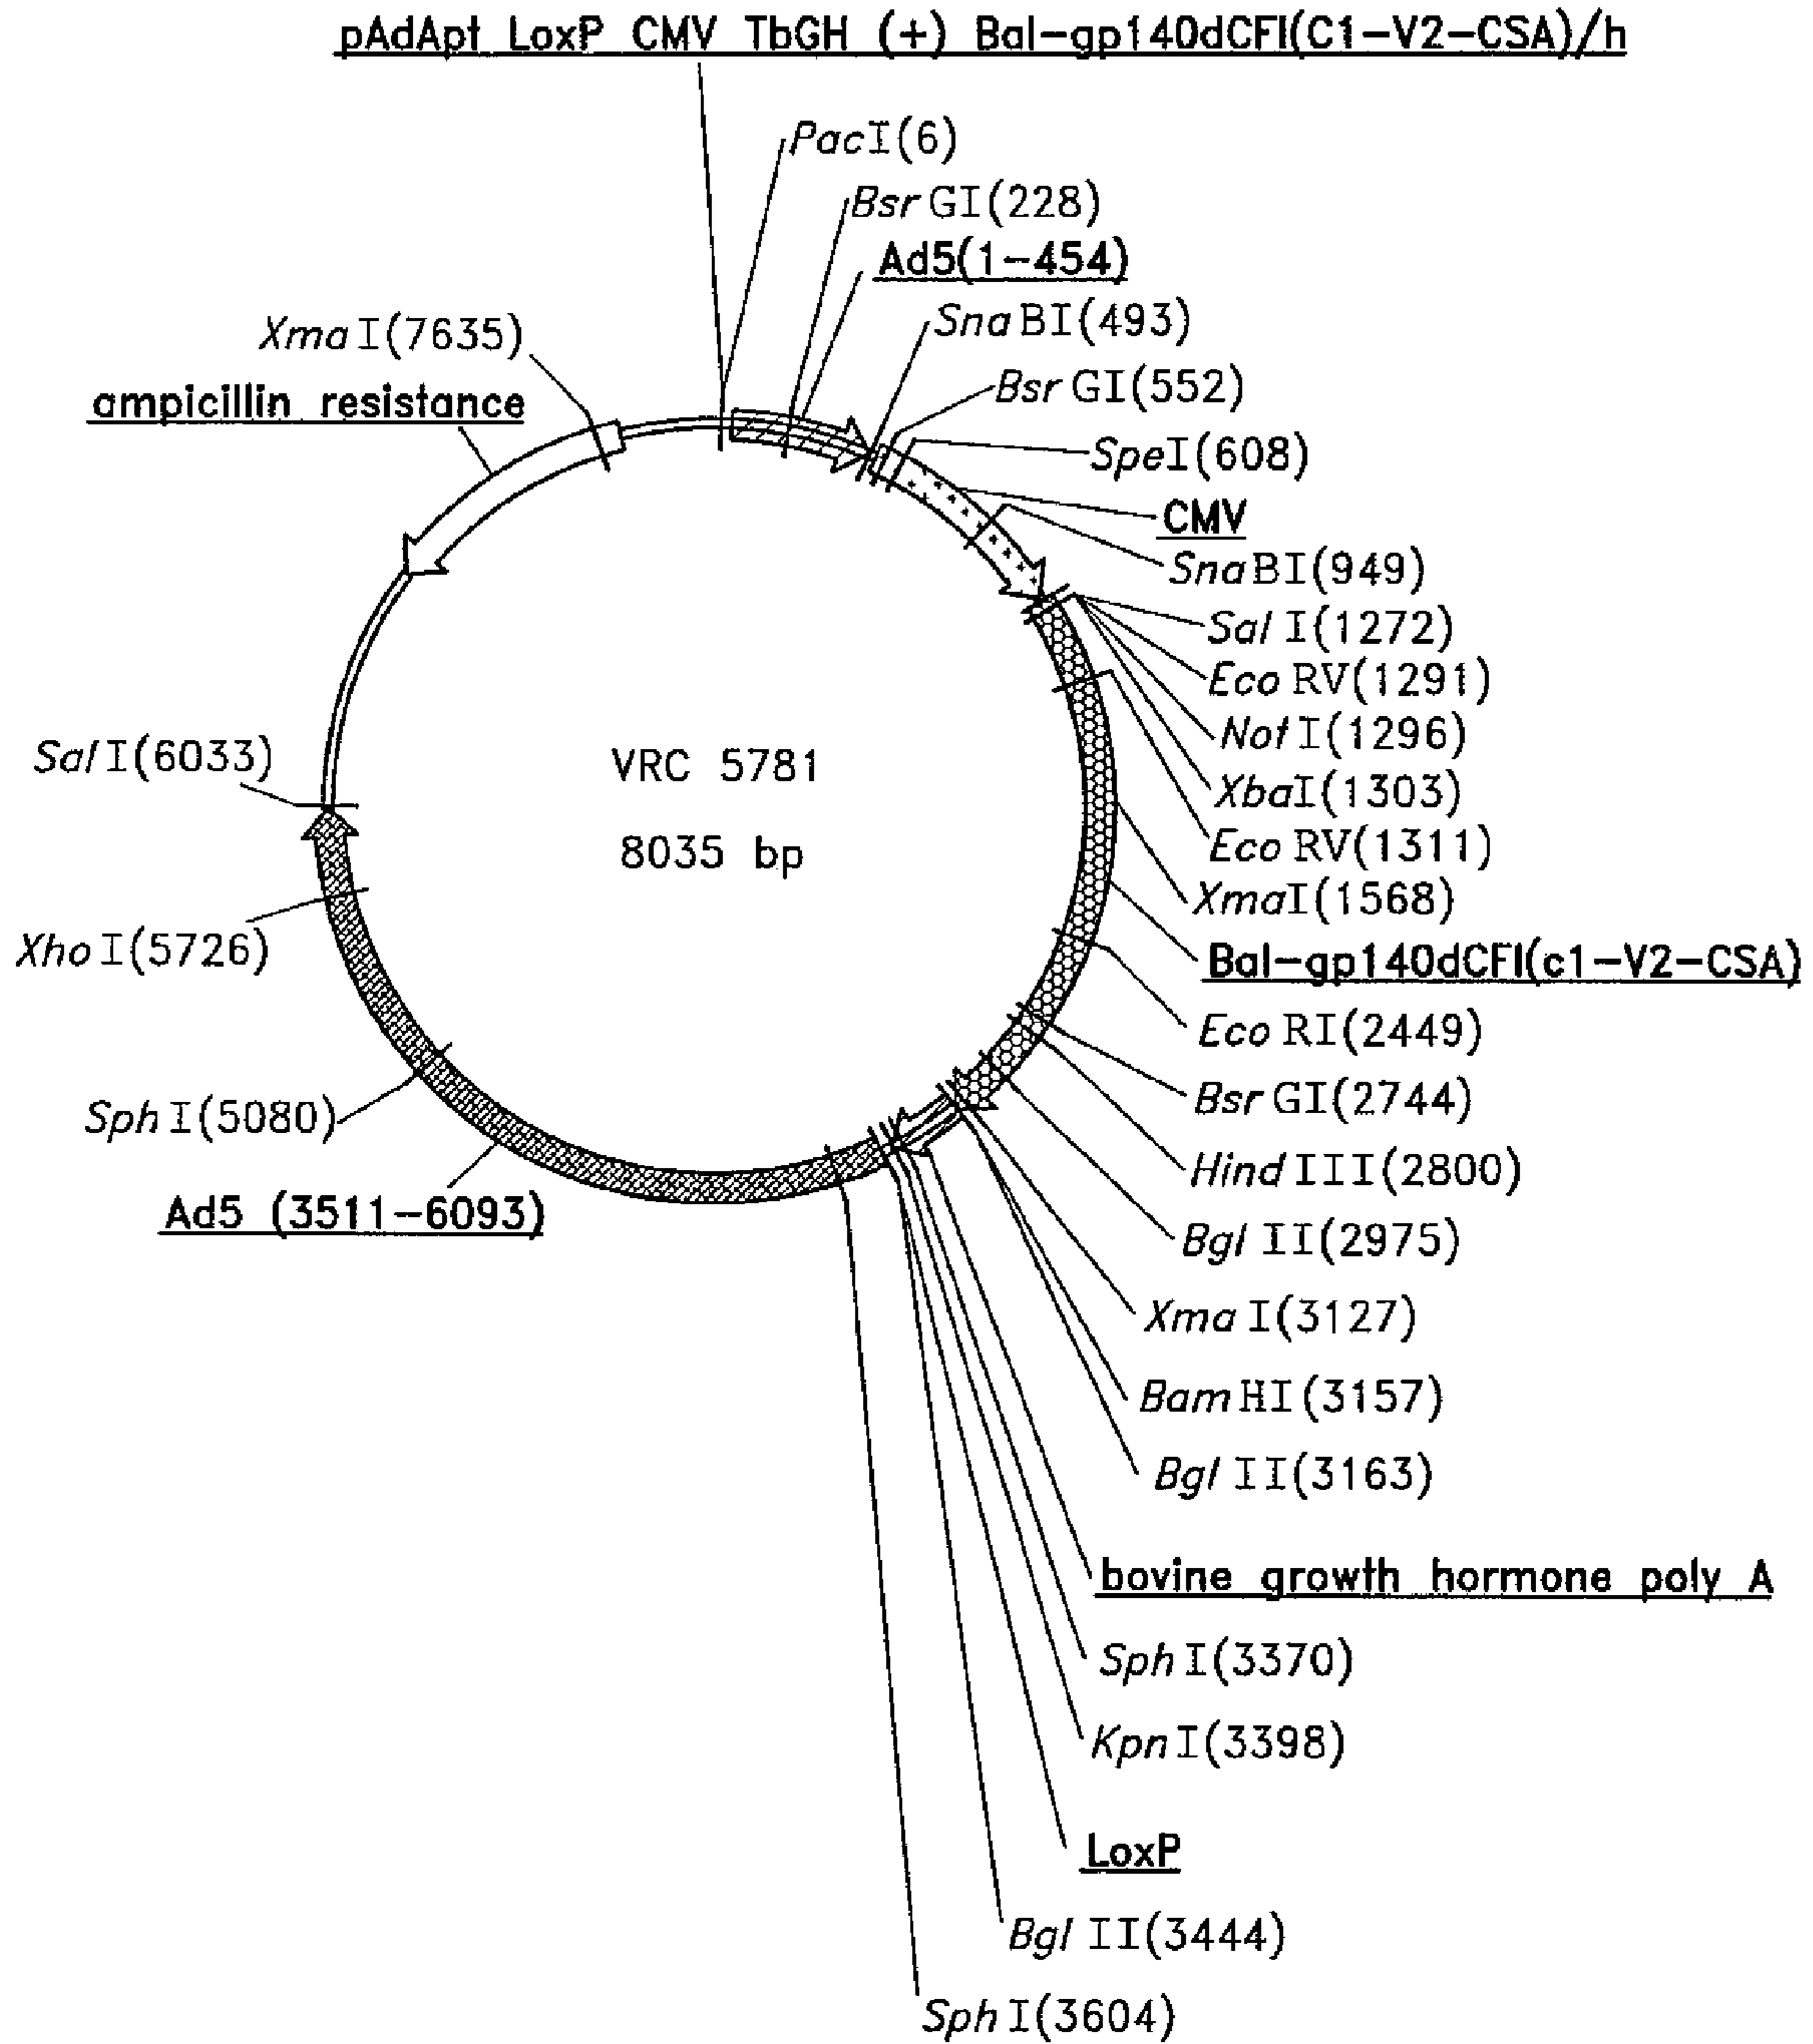 pAdApt LoxP CMV TbGH (+) Bal-gp140dCFI(C1-V2-CSA)/h
PacI(6)
BsrGI(228)
Ad5(1-454)
SnaBI(493)
XmaI(7635)
BsrGI(552)
ampicillin resistance
SpeI(608)
CMV
SnaBI(949)
SalI(1272)
EcoRV(1291)
NotI(1296)
SalI(6033)
VRC 5781
XbaI(1303)
EcoRV(1311)
8035 bp
XmaI(1568)
XhoI(5726)
Bal-gp140dCFI(c1-V2-CSA)
EcoRI(2449)
BsrGI(2744)
SphI(5080)
HindIII(2800)
Ad5 (3511-6093)
BglII(2975)
XmaI(3127)
BamHI(3157)
BglII(3163)
bovine growth hormone poly A
SphI(3370)
KpnI(3398)
LoxP
BglII(3444)
SphI(3604)